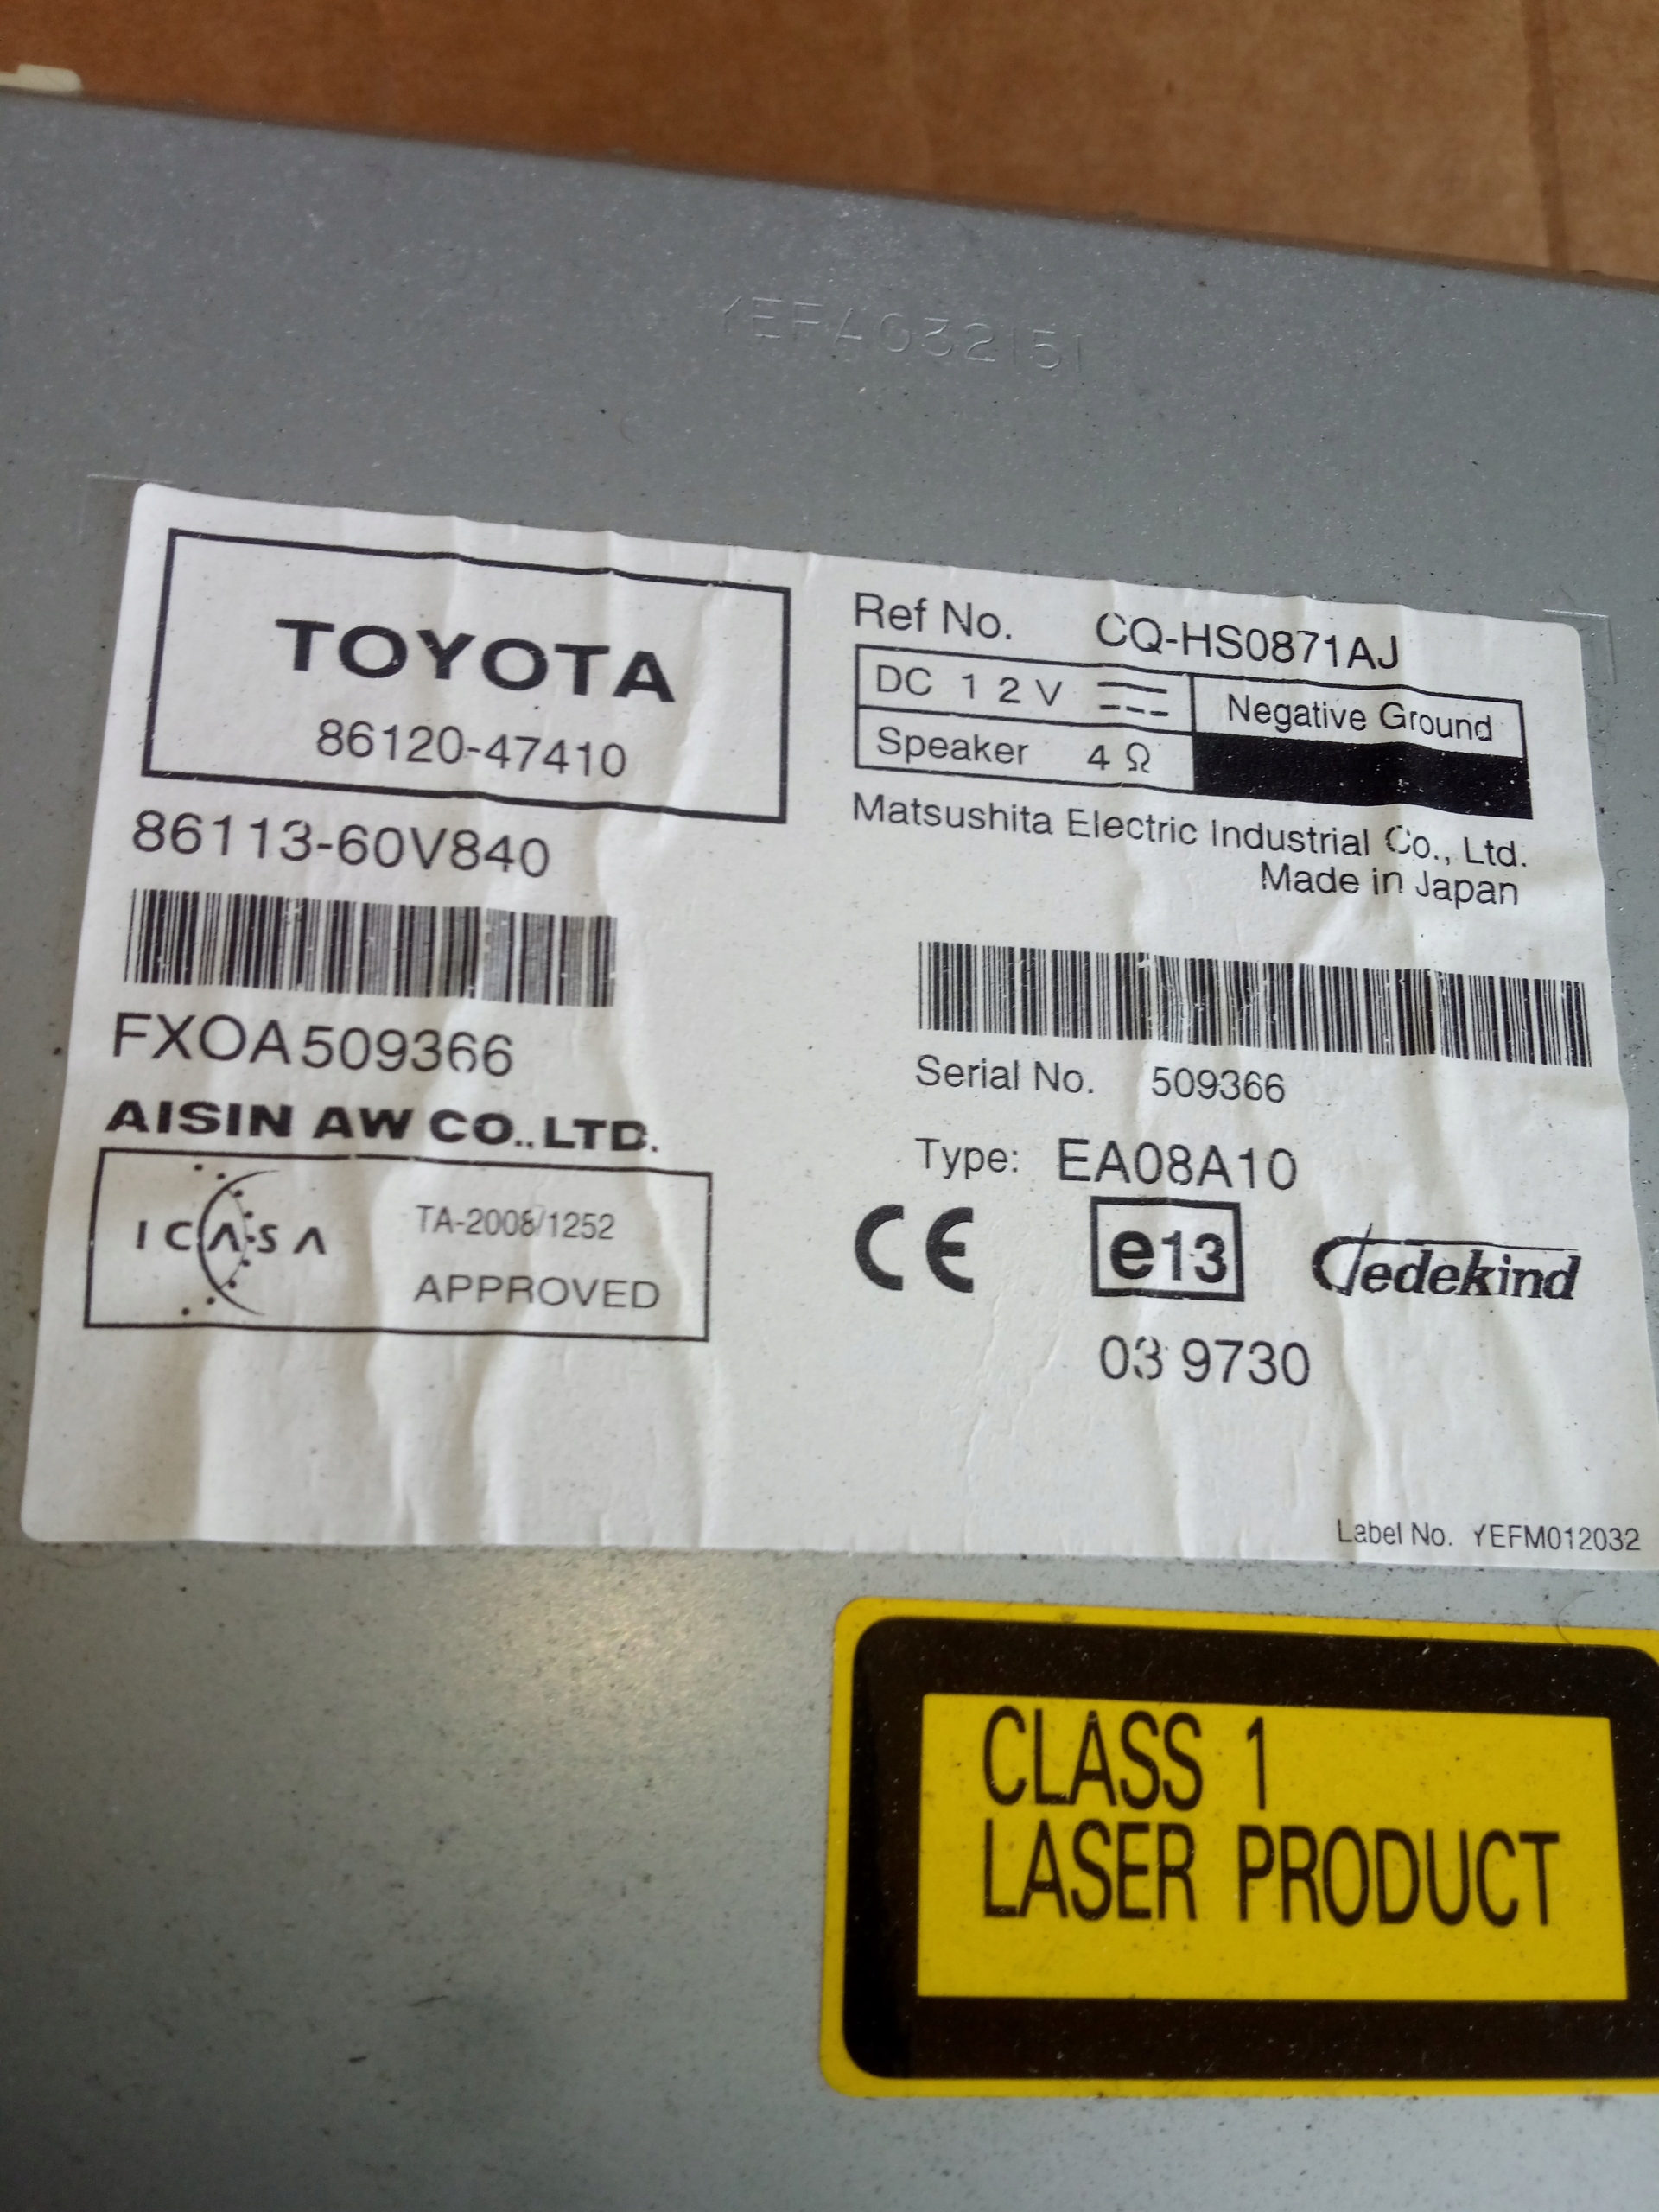 YEFA032151
TOYOTA
86120-47410
86113-60V840
FXOA509366
AISIN AW CO.,LTD.
ICASA
TA-2008/1252
APPROVED
Ref No. CQ-HS0871AJ
DC 12V Negative Ground
Speaker 4Ω
Matsushita Electric Industrial Co., Ltd.
Made in Japan
Serial No. 509366
Type: EA08A10
CE e13 Gedekind
03 9730
Label No. YEFM012032
CLASS 1
LASER PRODUCT